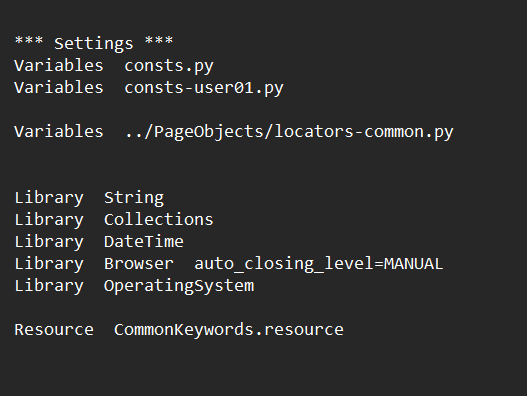 *** Settings ***
Variables  consts.py
Variables  consts-user01.py
Variables  ../PageObjects/locators-common.py
Library  String
Library  Collections
Library  DateTime
Library  Browser  auto_closing_level=MANUAL
Library  OperatingSystem
Resource  CommonKeywords.resource